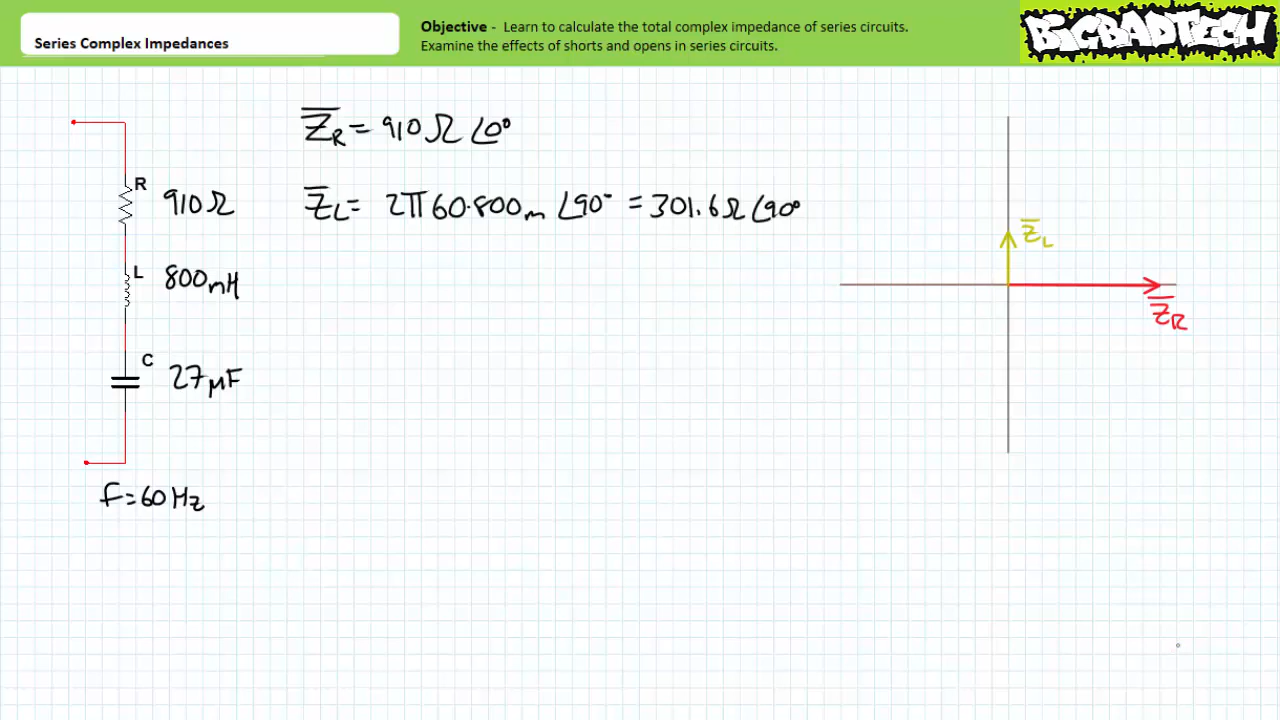 Series Complex Impedances
Objective - Learn to calculate the total complex impedance of series circuits.
Examine the effects of shorts and opens in series circuits.
BIGBADTECH
R
910Ω
L
800mH
C
27μF
F=60Hz
Z̅R = 910Ω∠0°
Z̅L = 2π60·800m ∠90° = 301.6Ω∠90°
Z̅L
Z̅R